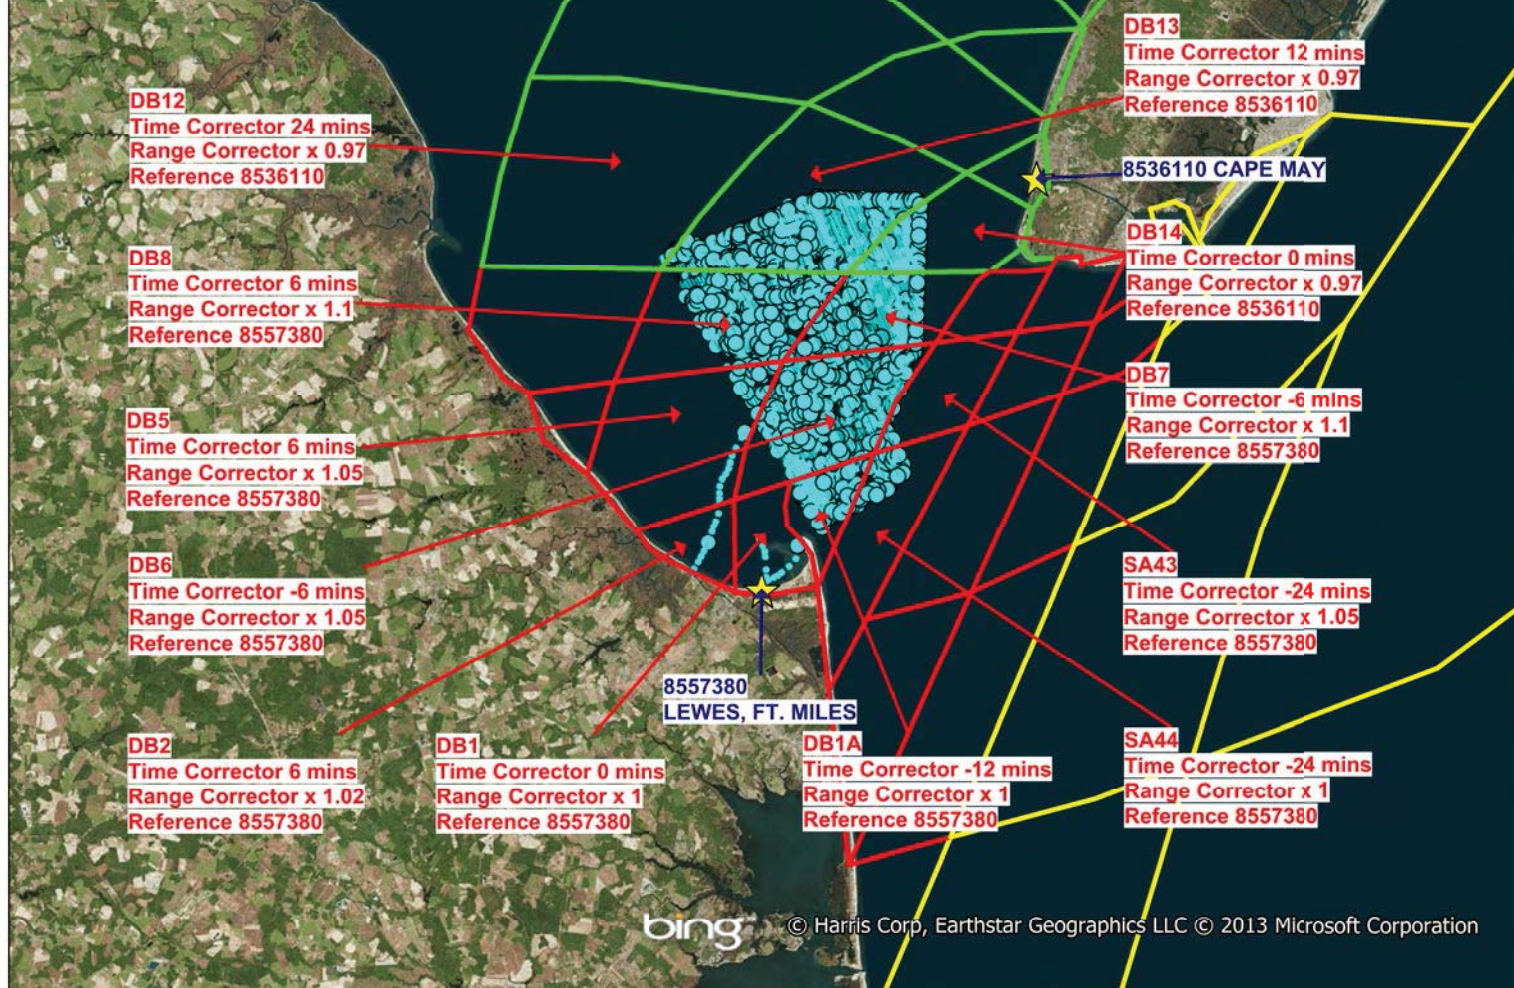 DB13
Time Corrector 12 mins
Range Corrector x 0.97
Reference 8536110
DB12
Time Corrector 24 mins
Range Corrector x 0.97
Reference 8536110
8536110 CAPE MAY
DB14
Time Corrector 0 mins
Range Corrector x 0.97
Reference 8536110
DB8
Time Corrector 6 mins
Range Corrector x 1.1
Reference 8557380
DB7
Time Corrector -6 mins
Range Corrector x 1.1
Reference 8557380
DB5
Time Corrector 6 mins
Range Corrector x 1.05
Reference 8557380
DB6
Time Corrector -6 mins
Range Corrector x 1.05
Reference 8557380
SA43
Time Corrector -24 mins
Range Corrector x 1.05
Reference 8557380
8557380
LEWES, FT. MILES
DB2
Time Corrector 6 mins
Range Corrector x 1.02
Reference 8557380
DB1
Time Corrector 0 mins
Range Corrector x 1
Reference 8557380
DB1A
Time Corrector -12 mins
Range Corrector x 1
Reference 8557380
SA44
Time Corrector -24 mins
Range Corrector x 1
Reference 8557380
bing
© Harris Corp, Earthstar Geographics LLC © 2013 Microsoft Corporation